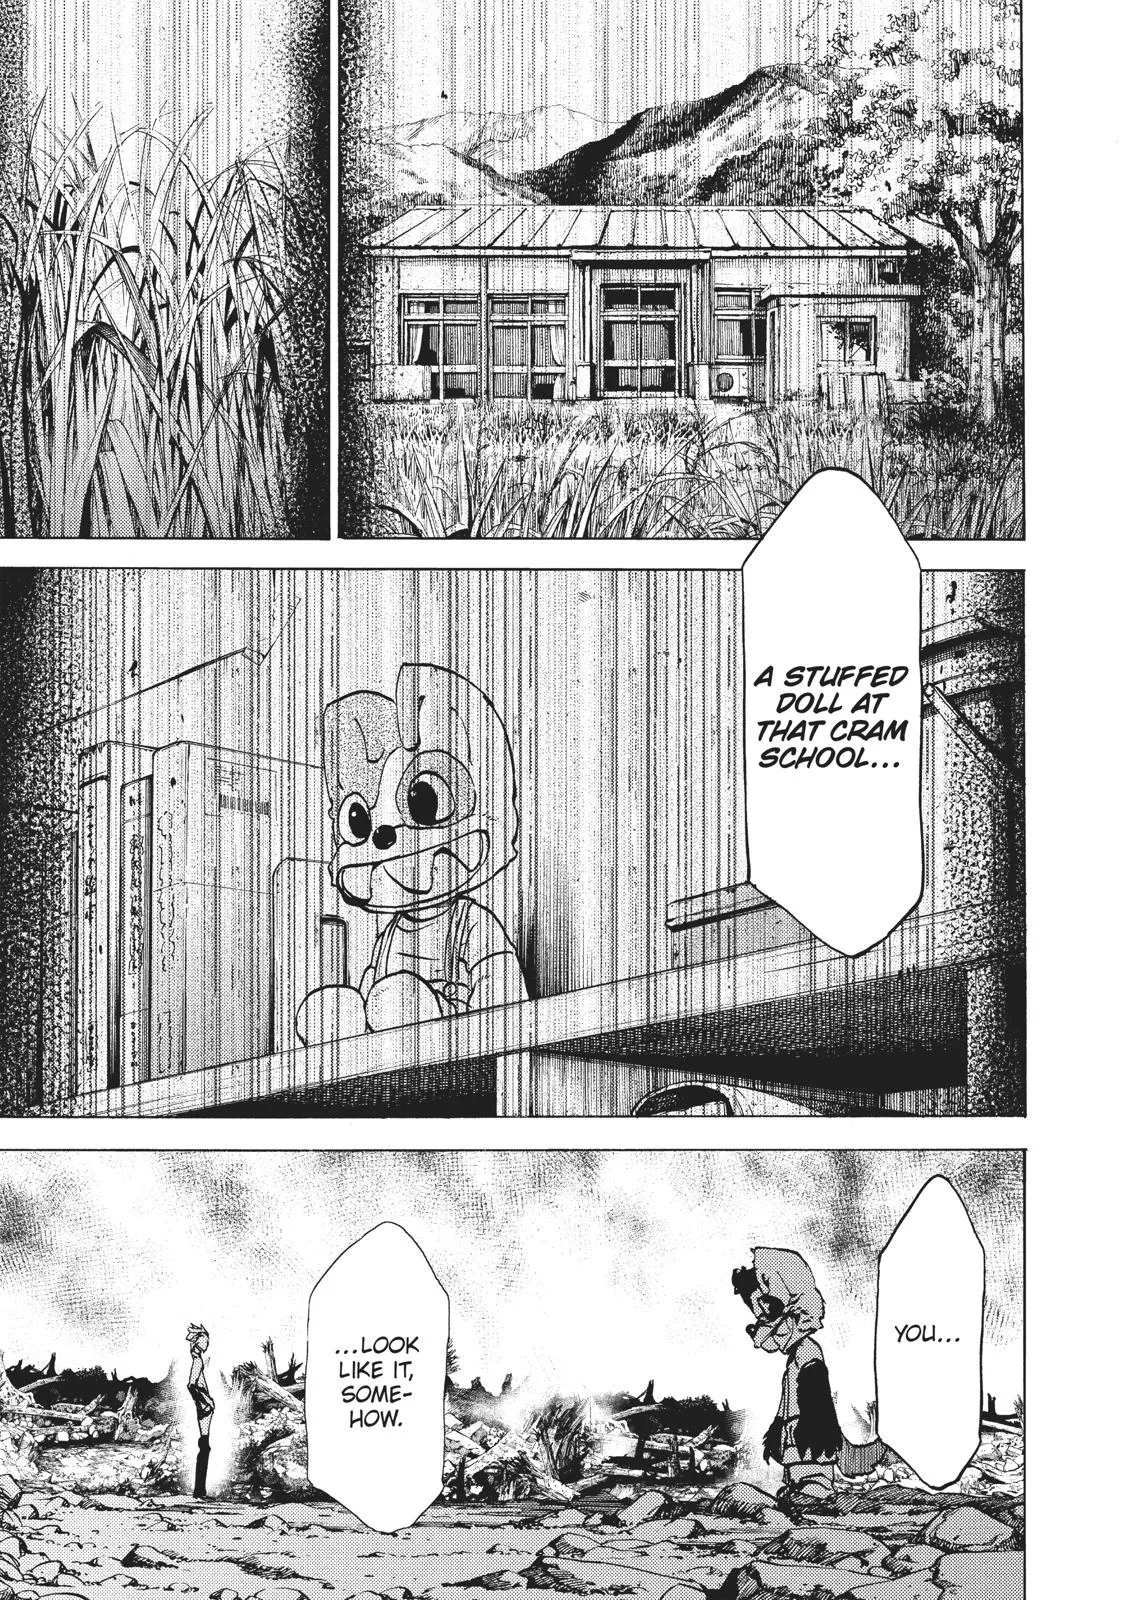 A STUFFED
DOLL AT
THAT CRAM
SCHOOL...
YOU...
...LOOK
LIKE IT,
SOME-
HOW.